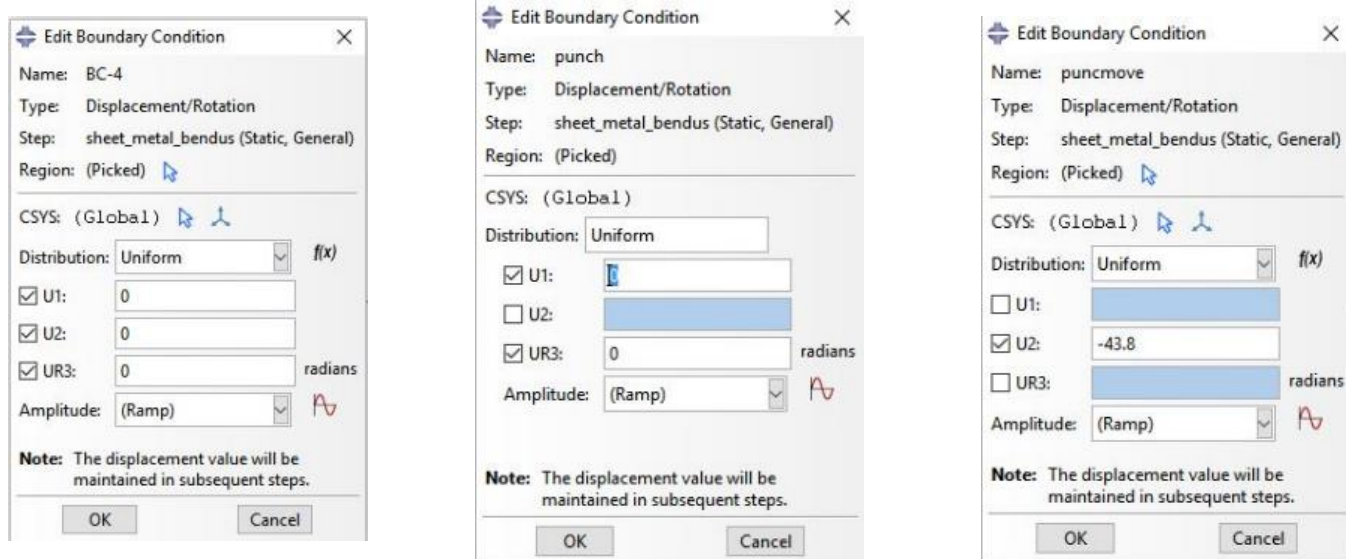 Edit Boundary Condition
Name: BC-4
Type: Displacement/Rotation
Step: sheet_metal_bendus (Static, General)
Region: (Picked)
CSYS: (Global)
Distribution: Uniform f(x)
U1: 0
U2: 0
UR3: 0 radians
Amplitude: (Ramp)
Note: The displacement value will be
maintained in subsequent steps.
OK Cancel
Edit Boundary Condition
Name: punch
Type: Displacement/Rotation
Step: sheet_metal_bendus (Static, General)
Region: (Picked)
CSYS: (Global)
Distribution: Uniform
U1: 0
U2:
UR3: 0 radians
Amplitude: (Ramp)
Note: The displacement value will be
maintained in subsequent steps.
OK Cancel
Edit Boundary Condition
Name: puncmove
Type: Displacement/Rotation
Step: sheet_metal_bendus (Static, General)
Region: (Picked)
CSYS: (Global)
Distribution: Uniform f(x)
U1:
U2: -43.8
UR3: radians
Amplitude: (Ramp)
Note: The displacement value will be
maintained in subsequent steps.
OK Cancel